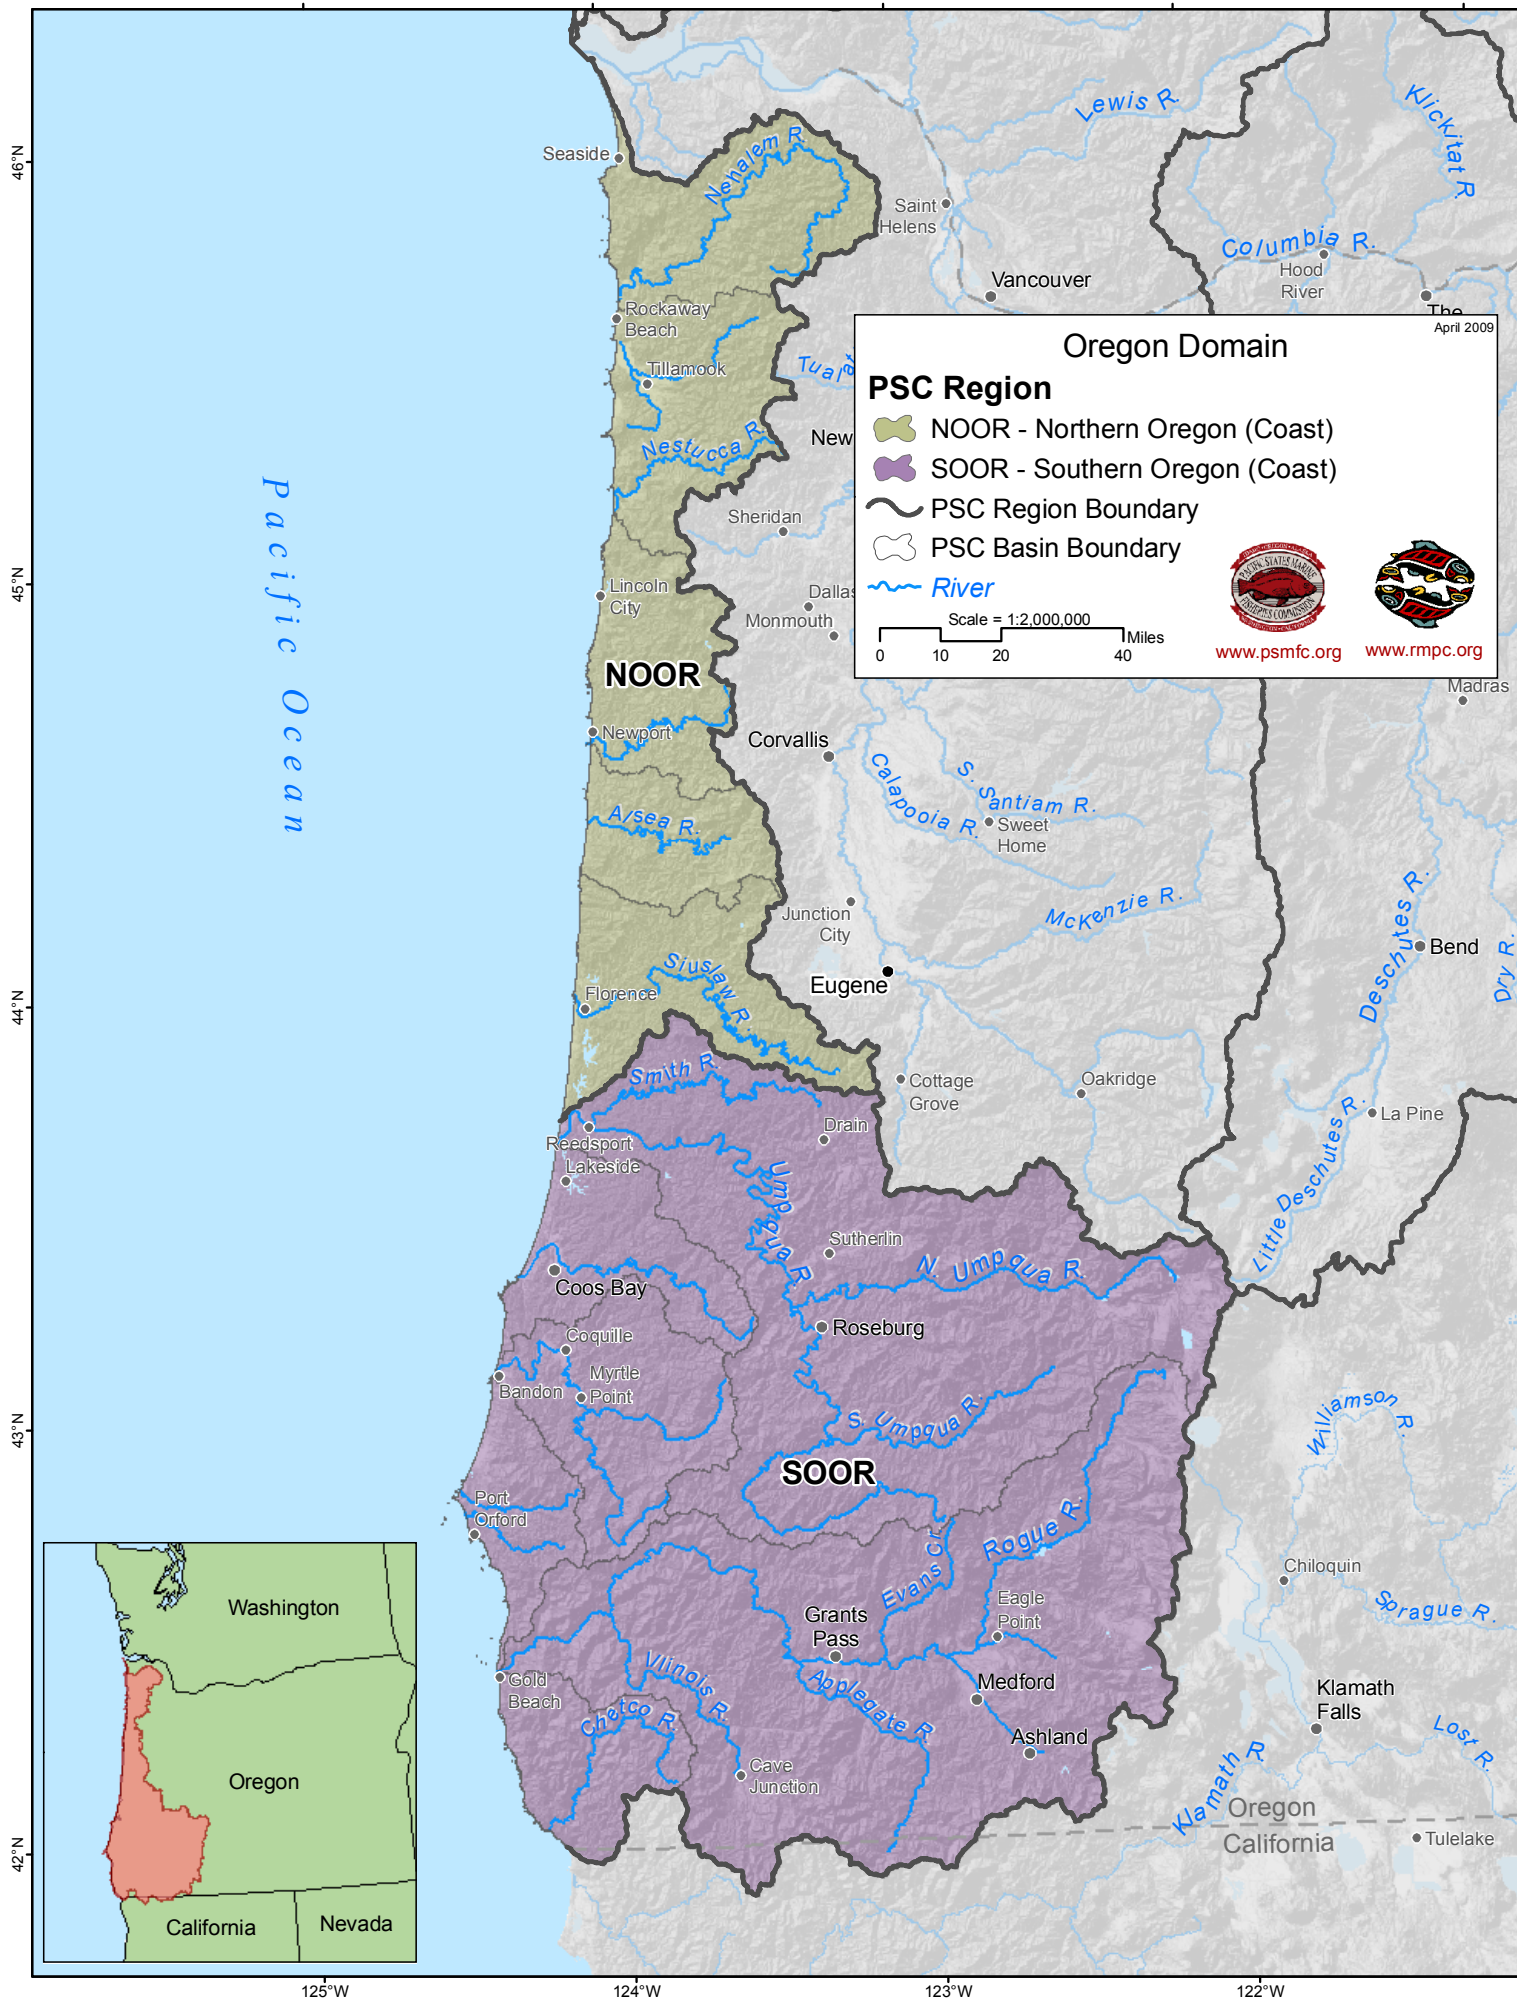 46°N
45°N
44°N
43°N
42°N
125°W
124°W
123°W
122°W
Pacific Ocean
Lewis R.
Klickitat R.
Columbia R.
Hood
River
The
Saint
Helens
Vancouver
Seaside
Nehalem R.
Rockaway
Beach
Tillamook
Nestucca R.
Tualat
New
Sheridan
Dallas
Monmouth
Lincoln
City
NOOR
Newport
Corvallis
Alsea R.
Calapooia R.
S. Santiam R.
Sweet
Home
McKenzie R.
Junction
City
Eugene
Siuslaw R.
Florence
Madras
Deschutes R.
Bend
Dry R.
La Pine
Little Deschutes R.
Cottage
Grove
Oakridge
Smith R.
Reedsport
Lakeside
Drain
Umpqua R.
Sutherlin
N. Umpqua R.
Coos Bay
Roseburg
Coquille
Myrtle
Point
Bandon
S. Umpqua R.
SOOR
Port
Orford
Rogue R.
Evans Cr.
Eagle
Point
Grants
Pass
Gold
Beach
Vlinois R.
Chetco R.
Applegate R.
Medford
Ashland
Cave
Junction
Williamson R.
Chiloquin
Sprague R.
Klamath
Falls
Lost R.
Klamath R.
Oregon
California
Tulelake
April 2009
Oregon Domain
PSC Region
NOOR - Northern Oregon (Coast)
SOOR - Southern Oregon (Coast)
PSC Region Boundary
PSC Basin Boundary
River
Scale = 1:2,000,000
Miles
0 10 20 40
PACIFIC STATES MARINE
FISHERIES COMMISSION
www.psmfc.org
www.rmpc.org
Washington
Oregon
California
Nevada